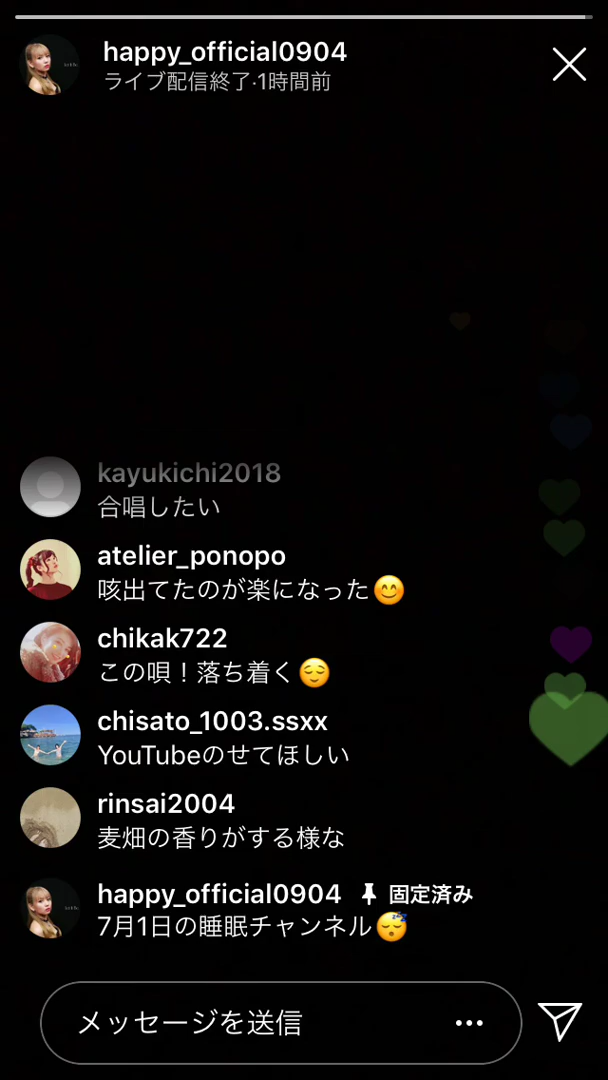 happy_official0904
ライブ配信終了·1時間前
kayukichi2018
合唱したい
atelier_ponopo
咳出てたのが楽になった😊
chikak722
この唄！落ち着く😌
chisato_1003.ssxx
YouTubeのせてほしい
rinsai2004
麦畑の香りがする様な
happy_official0904 固定済み
7月1日の睡眠チャンネル😴
メッセージを送信